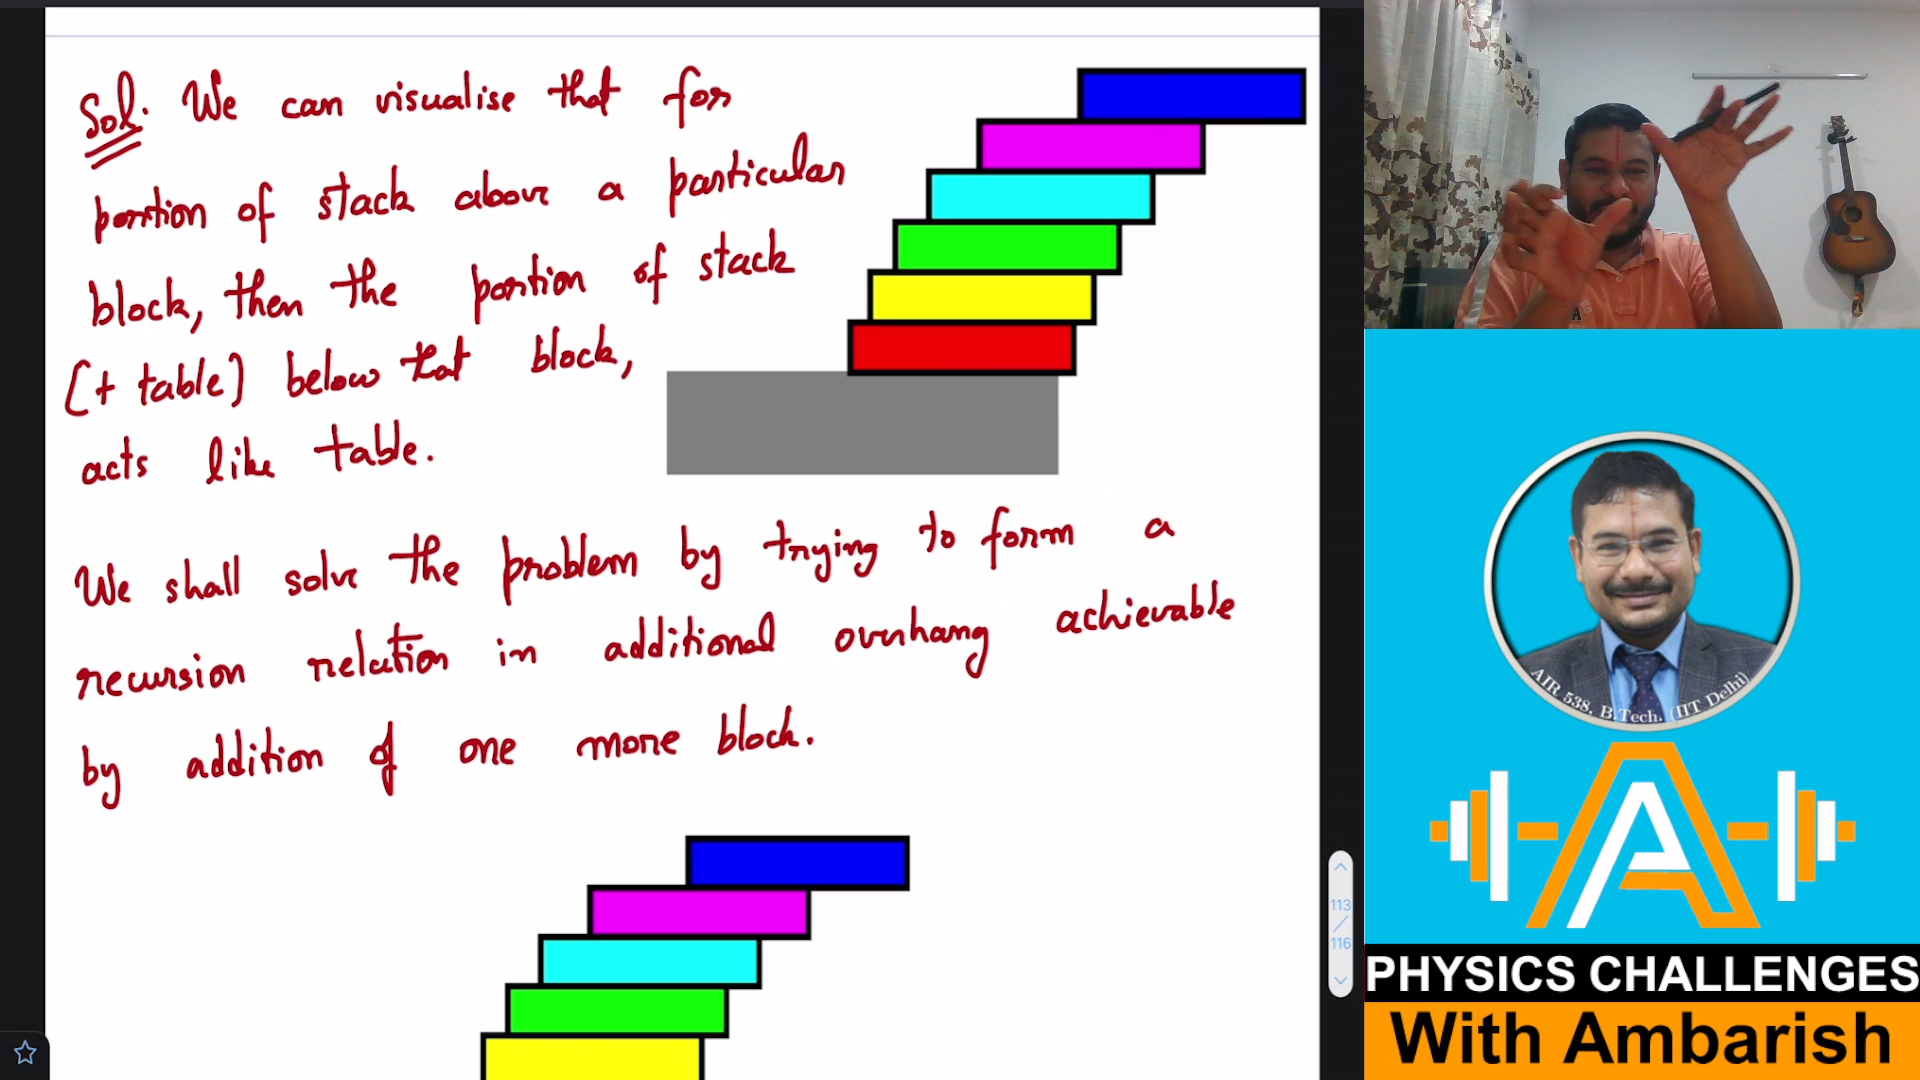 Sol. We can visualise that for
portion of stack above a particular
block, then the portion of stack
(+ table) below that block,
acts like table.
We shall solve the problem by trying to form a
recursion relation in additional overhang achievable
by addition of one more block.
113
/
116
AIR 538, B.Tech. (IIT Delhi)
A
PHYSICS CHALLENGES
With Ambarish